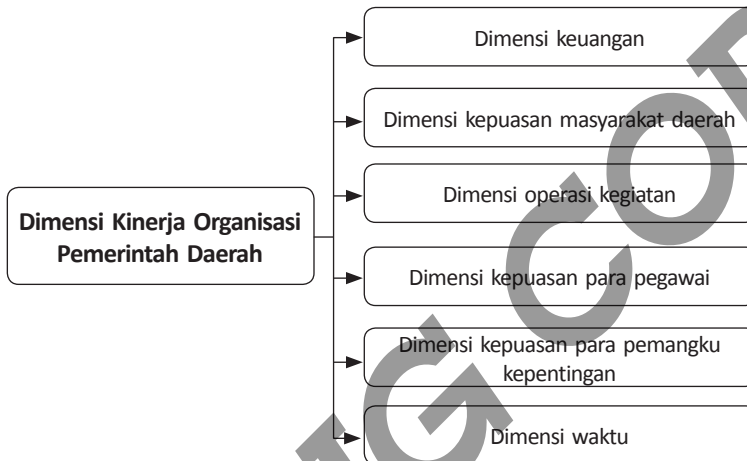 Dimensi keuangan
Dimensi kepuasan masyarakat daerah
Dimensi operasi kegiatan
Dimensi Kinerja Organisasi
Pemerintah Daerah
Dimensi kepuasan para pegawai
Dimensi kepuasan para pemangku
kepentingan
Dimensi waktu